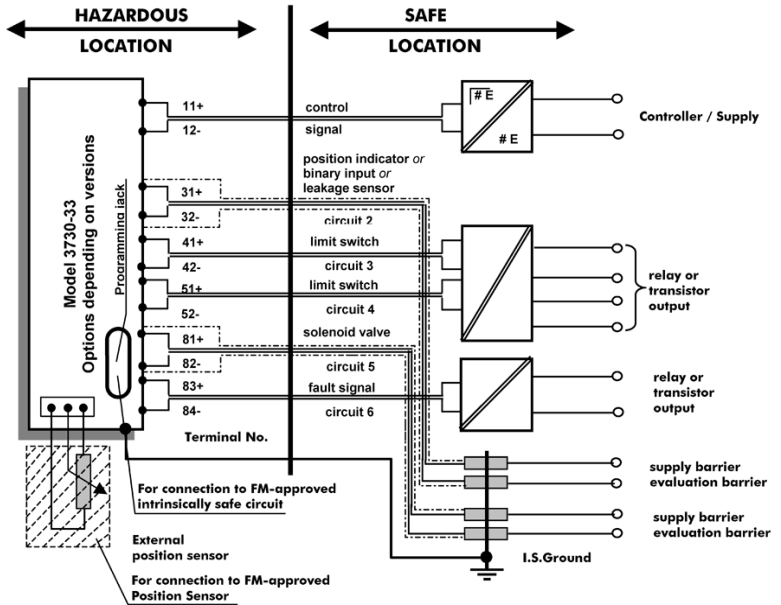 HAZARDOUS
LOCATION
SAFE
LOCATION
Model 3730-33
Options depending on versions
Programming jack
11+
12-
control
signal
# E
# E
Controller / Supply
position indicator or
binary input or
leakage sensor
31+
32-
circuit 2
41+
limit switch
42-
circuit 3
51+
limit switch
52-
circuit 4
relay or
transistor
output
solenoid valve
81+
82-
circuit 5
83+
fault signal
84-
circuit 6
relay or
transistor
output
Terminal No.
supply barrier
evaluation barrier
supply barrier
evaluation barrier
For connection to FM-approved
intrinsically safe circuit
External
position sensor
I.S.Ground
For connection to FM-approved
Position Sensor